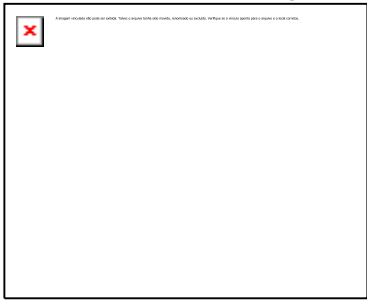 A imagem vinculada não pode ser exibida. Talvez o arquivo tenha sido movido, renomeado ou excluído. Verifique se o vínculo aponta para o arquivo e o local corretos.